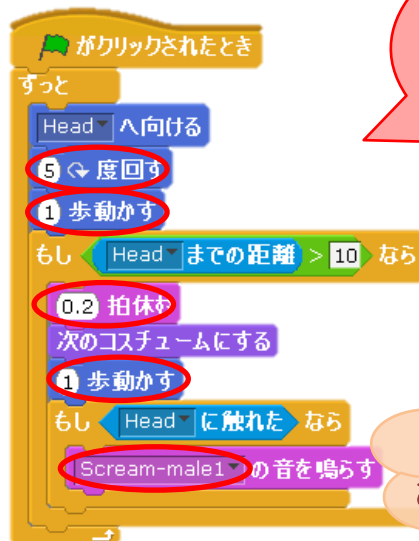 がクリックされたとき
ずっと
Head へ向ける
5 度回す
1 歩動かす
もし Head までの距離 > 10 なら
0.2 拍休む
次のコスチュームにする
1 歩動かす
もし Head に触れた なら
Scream-male1 の音を鳴らす